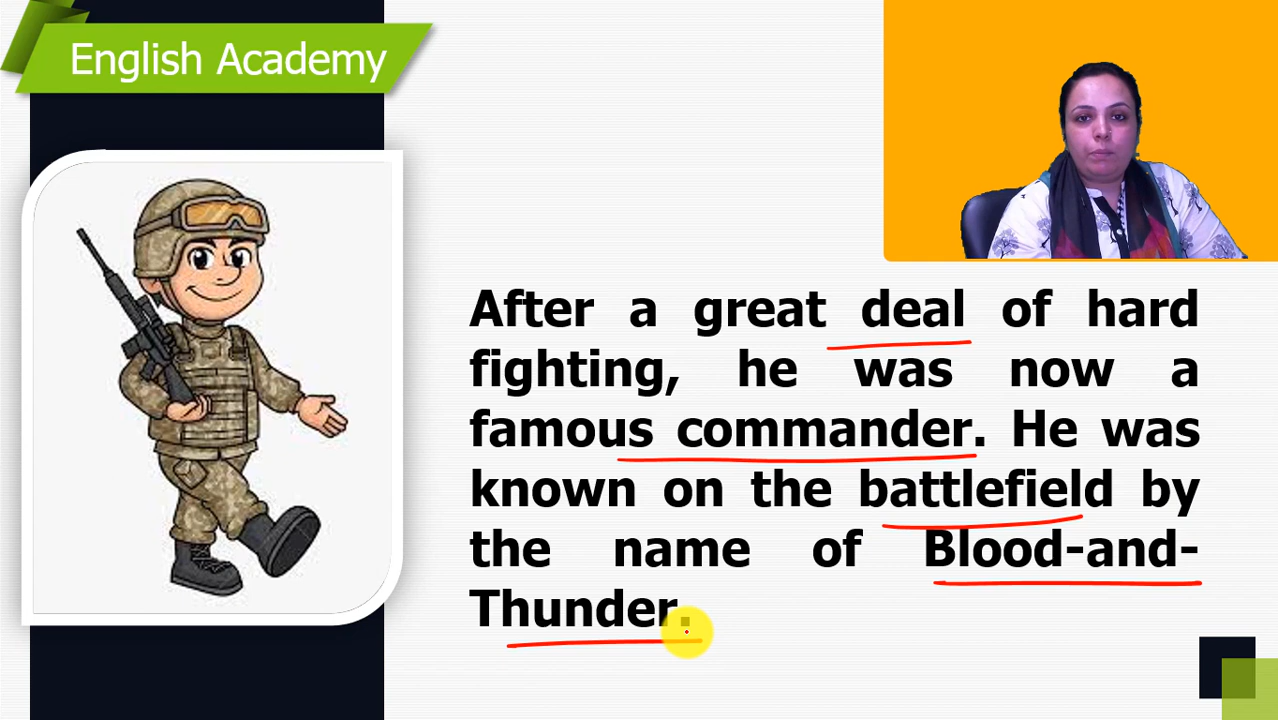 English Academy
After a great deal of hard
fighting, he was now a
famous commander. He was
known on the battlefield by
the name of Blood-and-
Thunder.